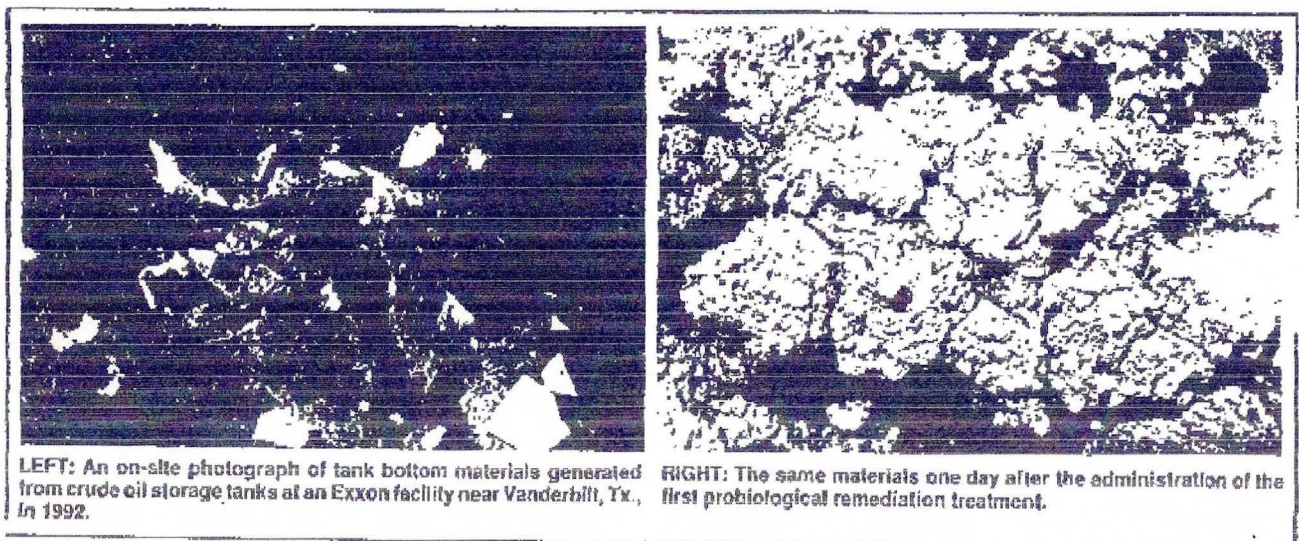 LEFT: An on-site photograph of tank bottom materials generated
from crude oil storage tanks at an Exxon facility near Vanderbilt, Tx.,
in 1992.
RIGHT: The same materials one day after the administration of the
first probiological remediation treatment.